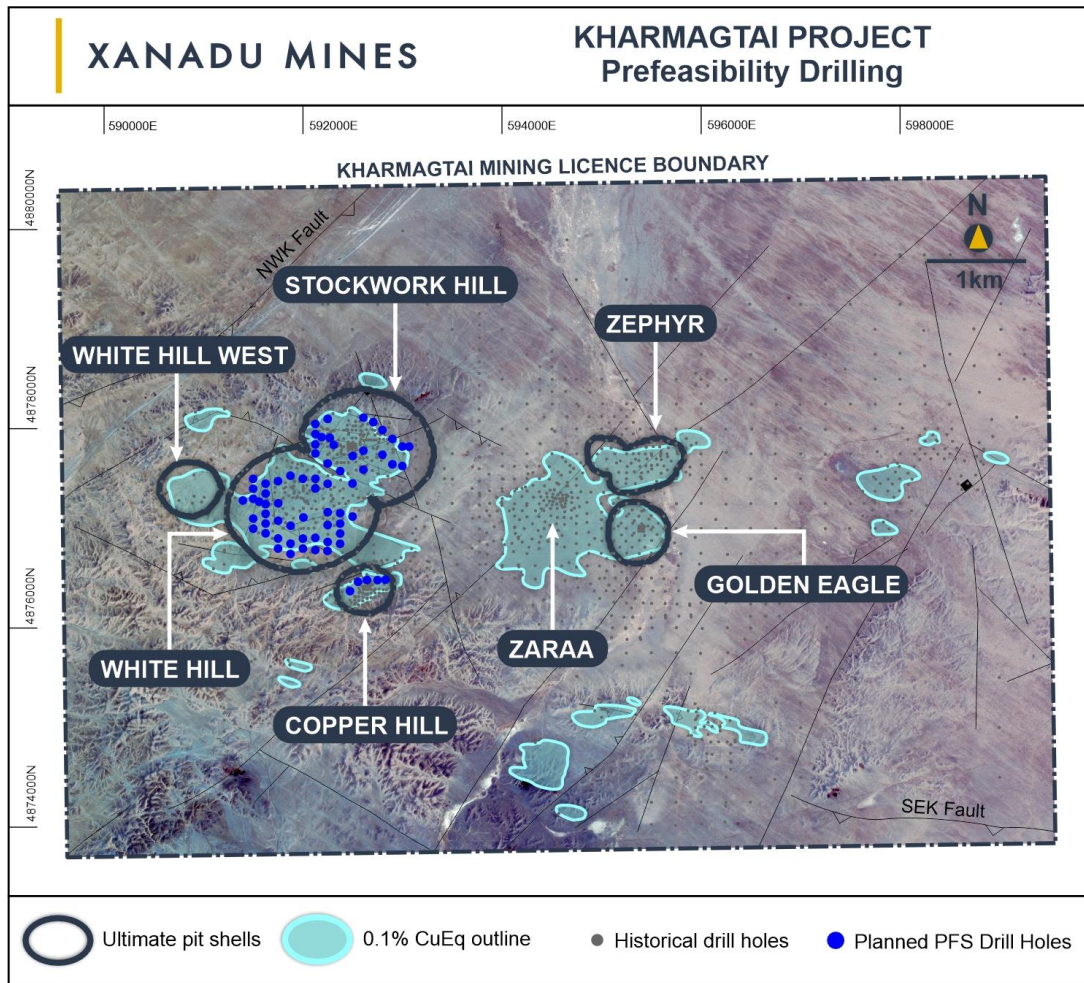 XANADU MINES
KHARMAGTAI PROJECT
Prefeasibility Drilling
590000E
592000E
594000E
596000E
598000E
KHARMAGTAI MINING LICENCE BOUNDARY
4880000N
4878000N
4876000N
4874000N
NWK Fault
N
1km
STOCKWORK HILL
ZEPHYR
WHITE HILL WEST
GOLDEN EAGLE
ZARAA
WHITE HILL
COPPER HILL
SEK Fault
Ultimate pit shells
0.1% CuEq outline
Historical drill holes
Planned PFS Drill Holes